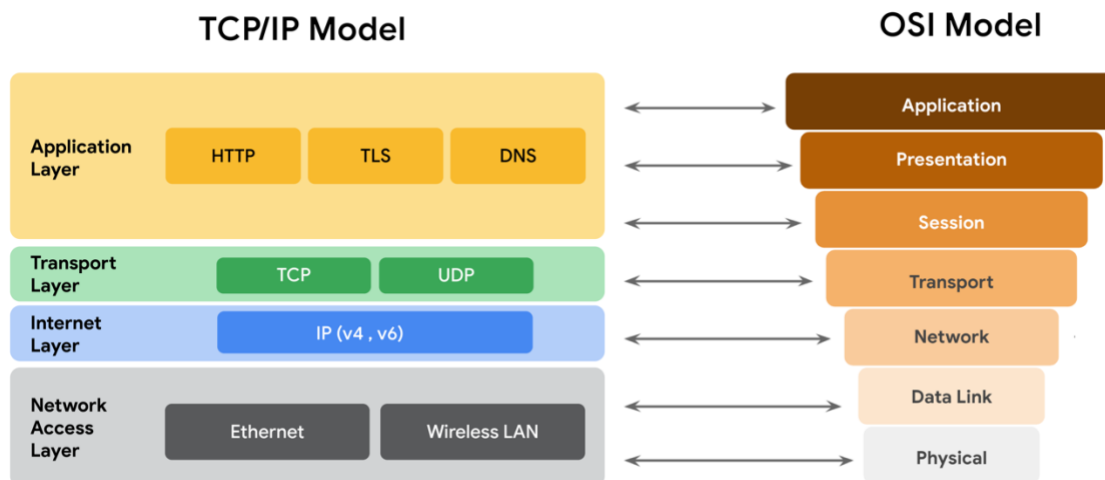 TCP/IP Model
OSI Model
Application
Layer
HTTP
TLS
DNS
Transport
Layer
TCP
UDP
Internet
Layer
IP (v4 , v6)
Network
Access
Layer
Ethernet
Wireless LAN
Application
Presentation
Session
Transport
Network
Data Link
Physical